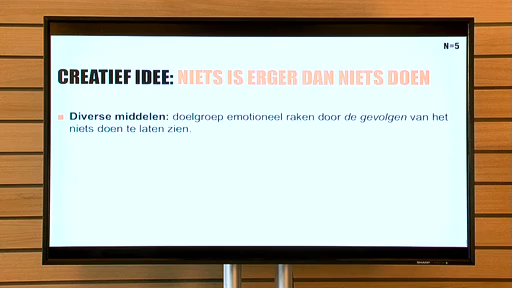 N=5
CREATIEF IDEE: NIETS IS ERGER DAN NIETS DOEN
Diverse middelen: doelgroep emotioneel raken door de gevolgen van het
niets doen te laten zien.
SHARP